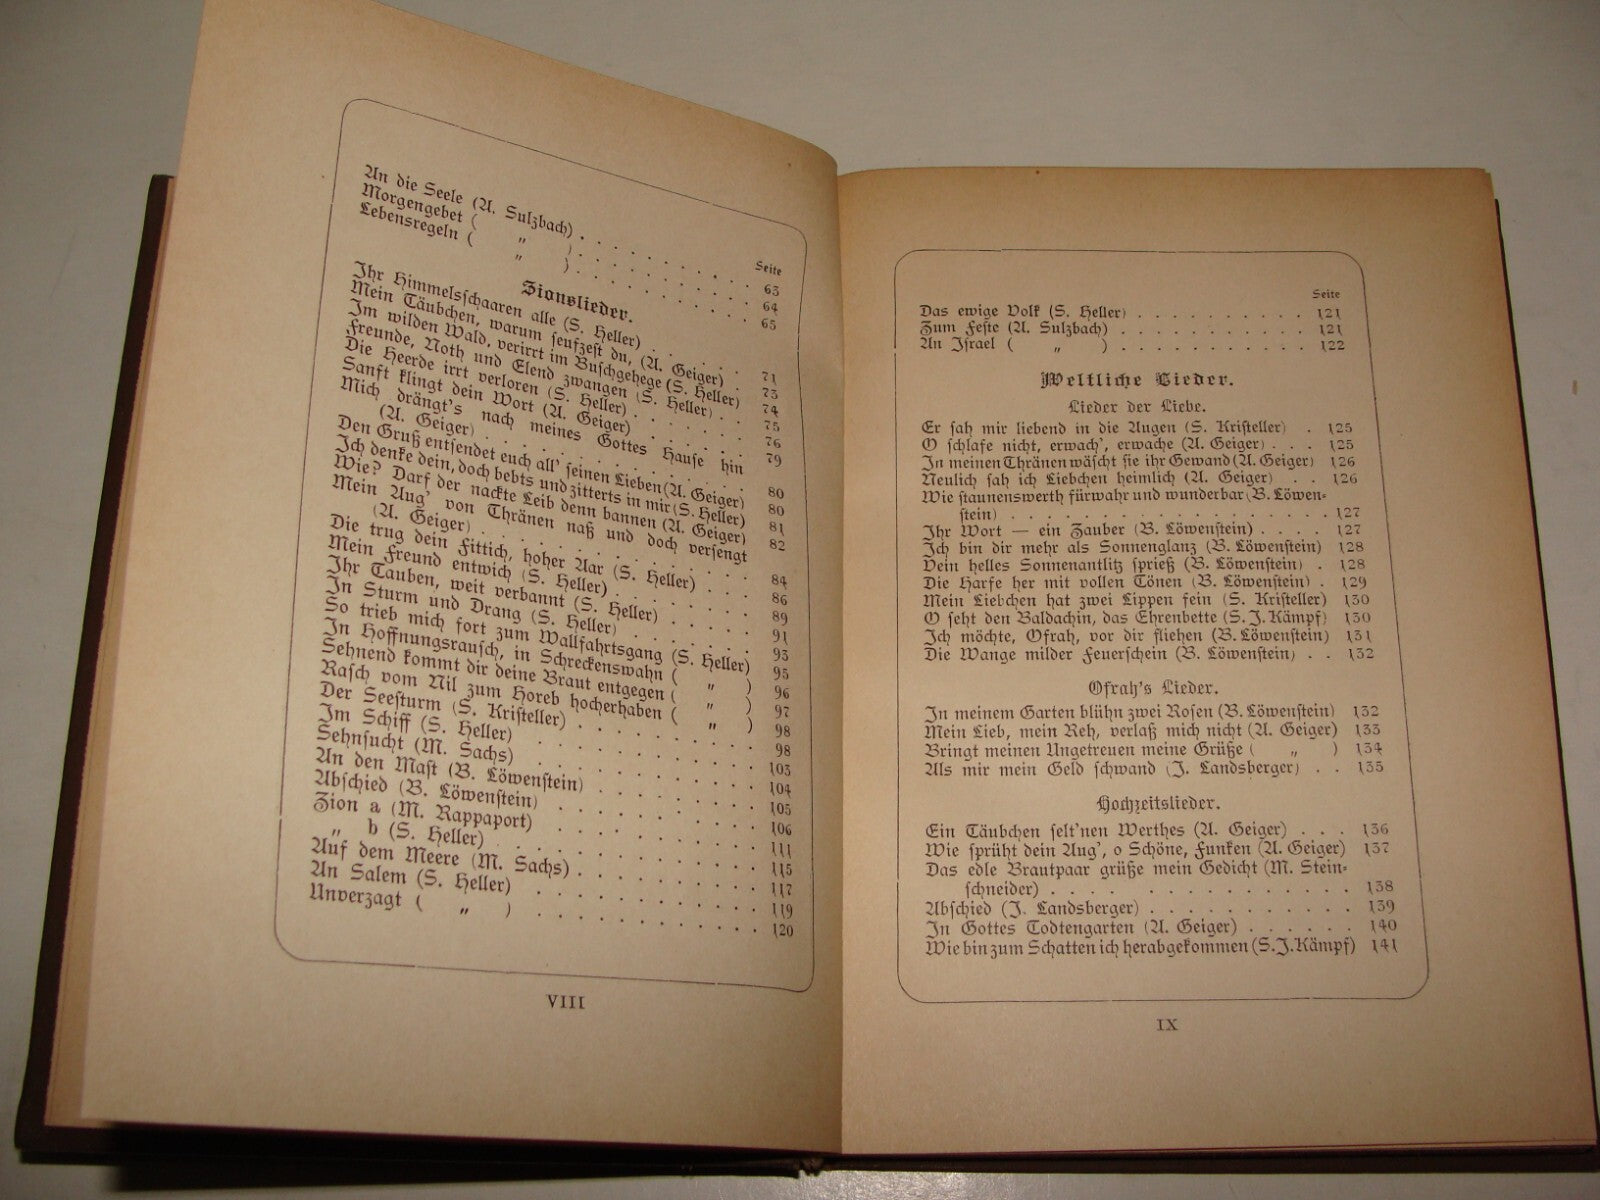 Seite
An die Seele (A. Sulzbach) . . . . . . . . . . 63
Morgengebet ( „ ) . . . . . . . . . . 64
Lebensregeln ( „ ) . . . . . . . . . . 65
Zionslieder.
Ihr Himmelsschaaren alle (S. Heller) . . . . . . 71
Mein Täubchen, warum seufzest du, (A. Geiger) . 73
Im wilden Wald, verirrt im Buschgehege (S. Heller) 74
Freunde, Noth und Elend zwangen (S. Heller) . 75
Die Heerde irrt verloren (S. Heller) . . . . . . 76
Sanft klingt dein Wort (A. Geiger) . . . . . . 79
Mich drängt's nach meines Gottes Hause hin
(A. Geiger) . . . . . . . . . . . . 80
Den Gruß entsendet euch all' seinen Lieben (A. Geiger) 80
Ich denke dein, doch bebts und zitterts in mir (S. Heller) 81
Wie? Darf der nackte Leib denn bannen (A. Geiger) 82
Mein Aug' von Thränen naß und doch versengt
(A. Geiger) . . . . . . . . . . . . 84
Die trug dein Fittich, hoher Aar (S. Heller) . . . 86
Mein Freund entwich (S. Heller) . . . . . . . 89
Ihr Tauben, weit verbannt (S. Heller) . . . . . 91
In Sturm und Drang (S. Heller) . . . . . . . 93
So trieb mich fort zum Wallfahrtsgang (S. Heller) 95
In Hoffnungsrausch, in Schreckenswahn ( „ ) 96
Sehnend kommt dir deine Braut entgegen ( „ ) 97
Rasch vom Nil zum Horeb hocherhaben ( „ ) 98
Der Seesturm (S. Kristeller) . . . . . . . . . 98
Im Schiff (S. Heller) . . . . . . . . . . . 103
Sehnsucht (M. Sachs) . . . . . . . . . . . 104
An den Mast (B. Löwenstein) . . . . . . . . 105
Abschied (B. Löwenstein) . . . . . . . . . . 106
Zion a (M. Rappaport) . . . . . . . . . . 111
„ b (S. Heller) . . . . . . . . . . . . 115
Auf dem Meere (M. Sachs) . . . . . . . . . 117
An Salem (S. Heller) . . . . . . . . . . . 119
Unverzagt ( „ ) . . . . . . . . . . . 120
VIII
Seite
Das ewige Volk (S. Heller) . . . . . . . . . . 121
Zum Feste (A. Sulzbach) . . . . . . . . . . . 121
An Israel ( „ ) . . . . . . . . . . . 122
Weltliche Lieder.
Lieder der Liebe.
Er sah mir liebend in die Augen (S. Kristeller) . 125
O schlafe nicht, erwach', erwache (A. Geiger) . . . 125
In meinen Thränen wäscht sie ihr Gewand (A. Geiger) 126
Neulich sah ich Liebchen heimlich (A. Geiger) . . 126
Wie staunenswerth fürwahr und wunderbar (B. Löwen-
stein) . . . . . . . . . . . . . . . . . 127
Ihr Wort — ein Zauber (B. Löwenstein) . . . . 127
Ich bin dir mehr als Sonnenglanz (B. Löwenstein) 128
Dein helles Sonnenantlitz sprieß (B. Löwenstein) . 128
Die Harfe her mit vollen Tönen (B. Löwenstein) . 129
Mein Liebchen hat zwei Lippen fein (S. Kristeller) 130
O seht den Baldachin, das Ehrenbette (S. J. Kämpf) 130
Ich möchte, Ofrah, vor dir fliehen (B. Löwenstein) 131
Die Wange milder Feuerschein (B. Löwenstein) . . 132
Ofrah's Lieder.
In meinem Garten blühn zwei Rosen (B. Löwenstein) 132
Mein Lieb, mein Reh, verlaß mich nicht (A. Geiger) 133
Bringt meinen Ungetreuen meine Grüße ( „ ) 134
Als mir mein Geld schwand (J. Landsberger) . . 135
Hochzeitslieder.
Ein Täubchen selt'nen Werthes (A. Geiger) . . . 136
Wie sprüht dein Aug', o Schöne, Funken (A. Geiger) 137
Das edle Brautpaar grüße mein Gedicht (M. Stein-
schneider) . . . . . . . . . . . . . . . 138
Abschied (J. Landsberger) . . . . . . . . . . . 139
In Gottes Todtengarten (A. Geiger) . . . . . . 140
Wie bin zum Schatten ich herabgekommen (S. J. Kämpf) 141
IX